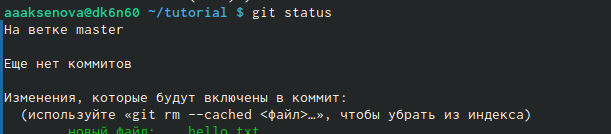 aaaksenova@dk6n60 ~/tutorial $ git status
На ветке master
Еще нет коммитов
Изменения, которые будут включены в коммит:
(используйте «git rm --cached <файл>…», чтобы убрать из индекса)
новый файл: hello.txt